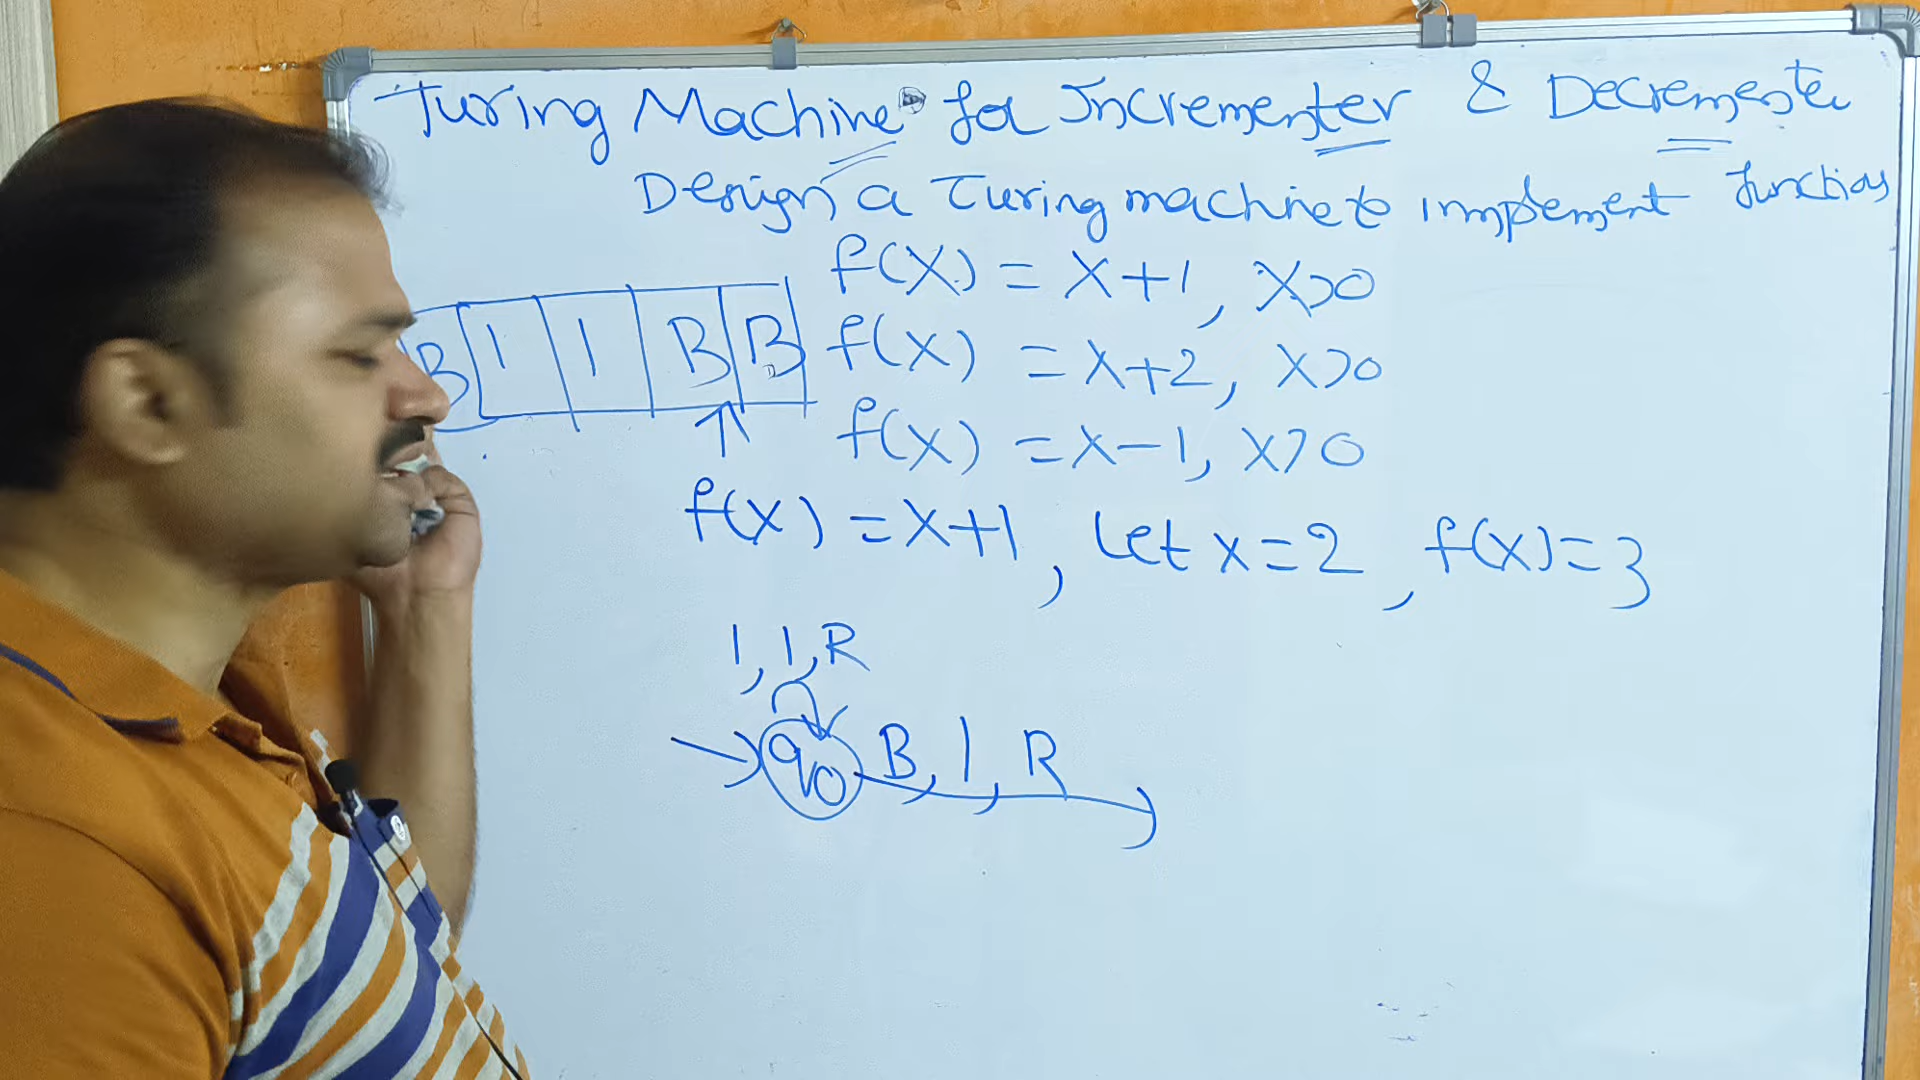 Turing Machine for Incrementer & Decrementer
Design a Turing machine to implement functions
f(x) = x+1, x>0
B 1 1 B B
f(x) = x+2, x>0
f(x) = x-1, x>0
f(x) = x+1, let x=2, f(x)=3
1,1,R
q0 B,1,R